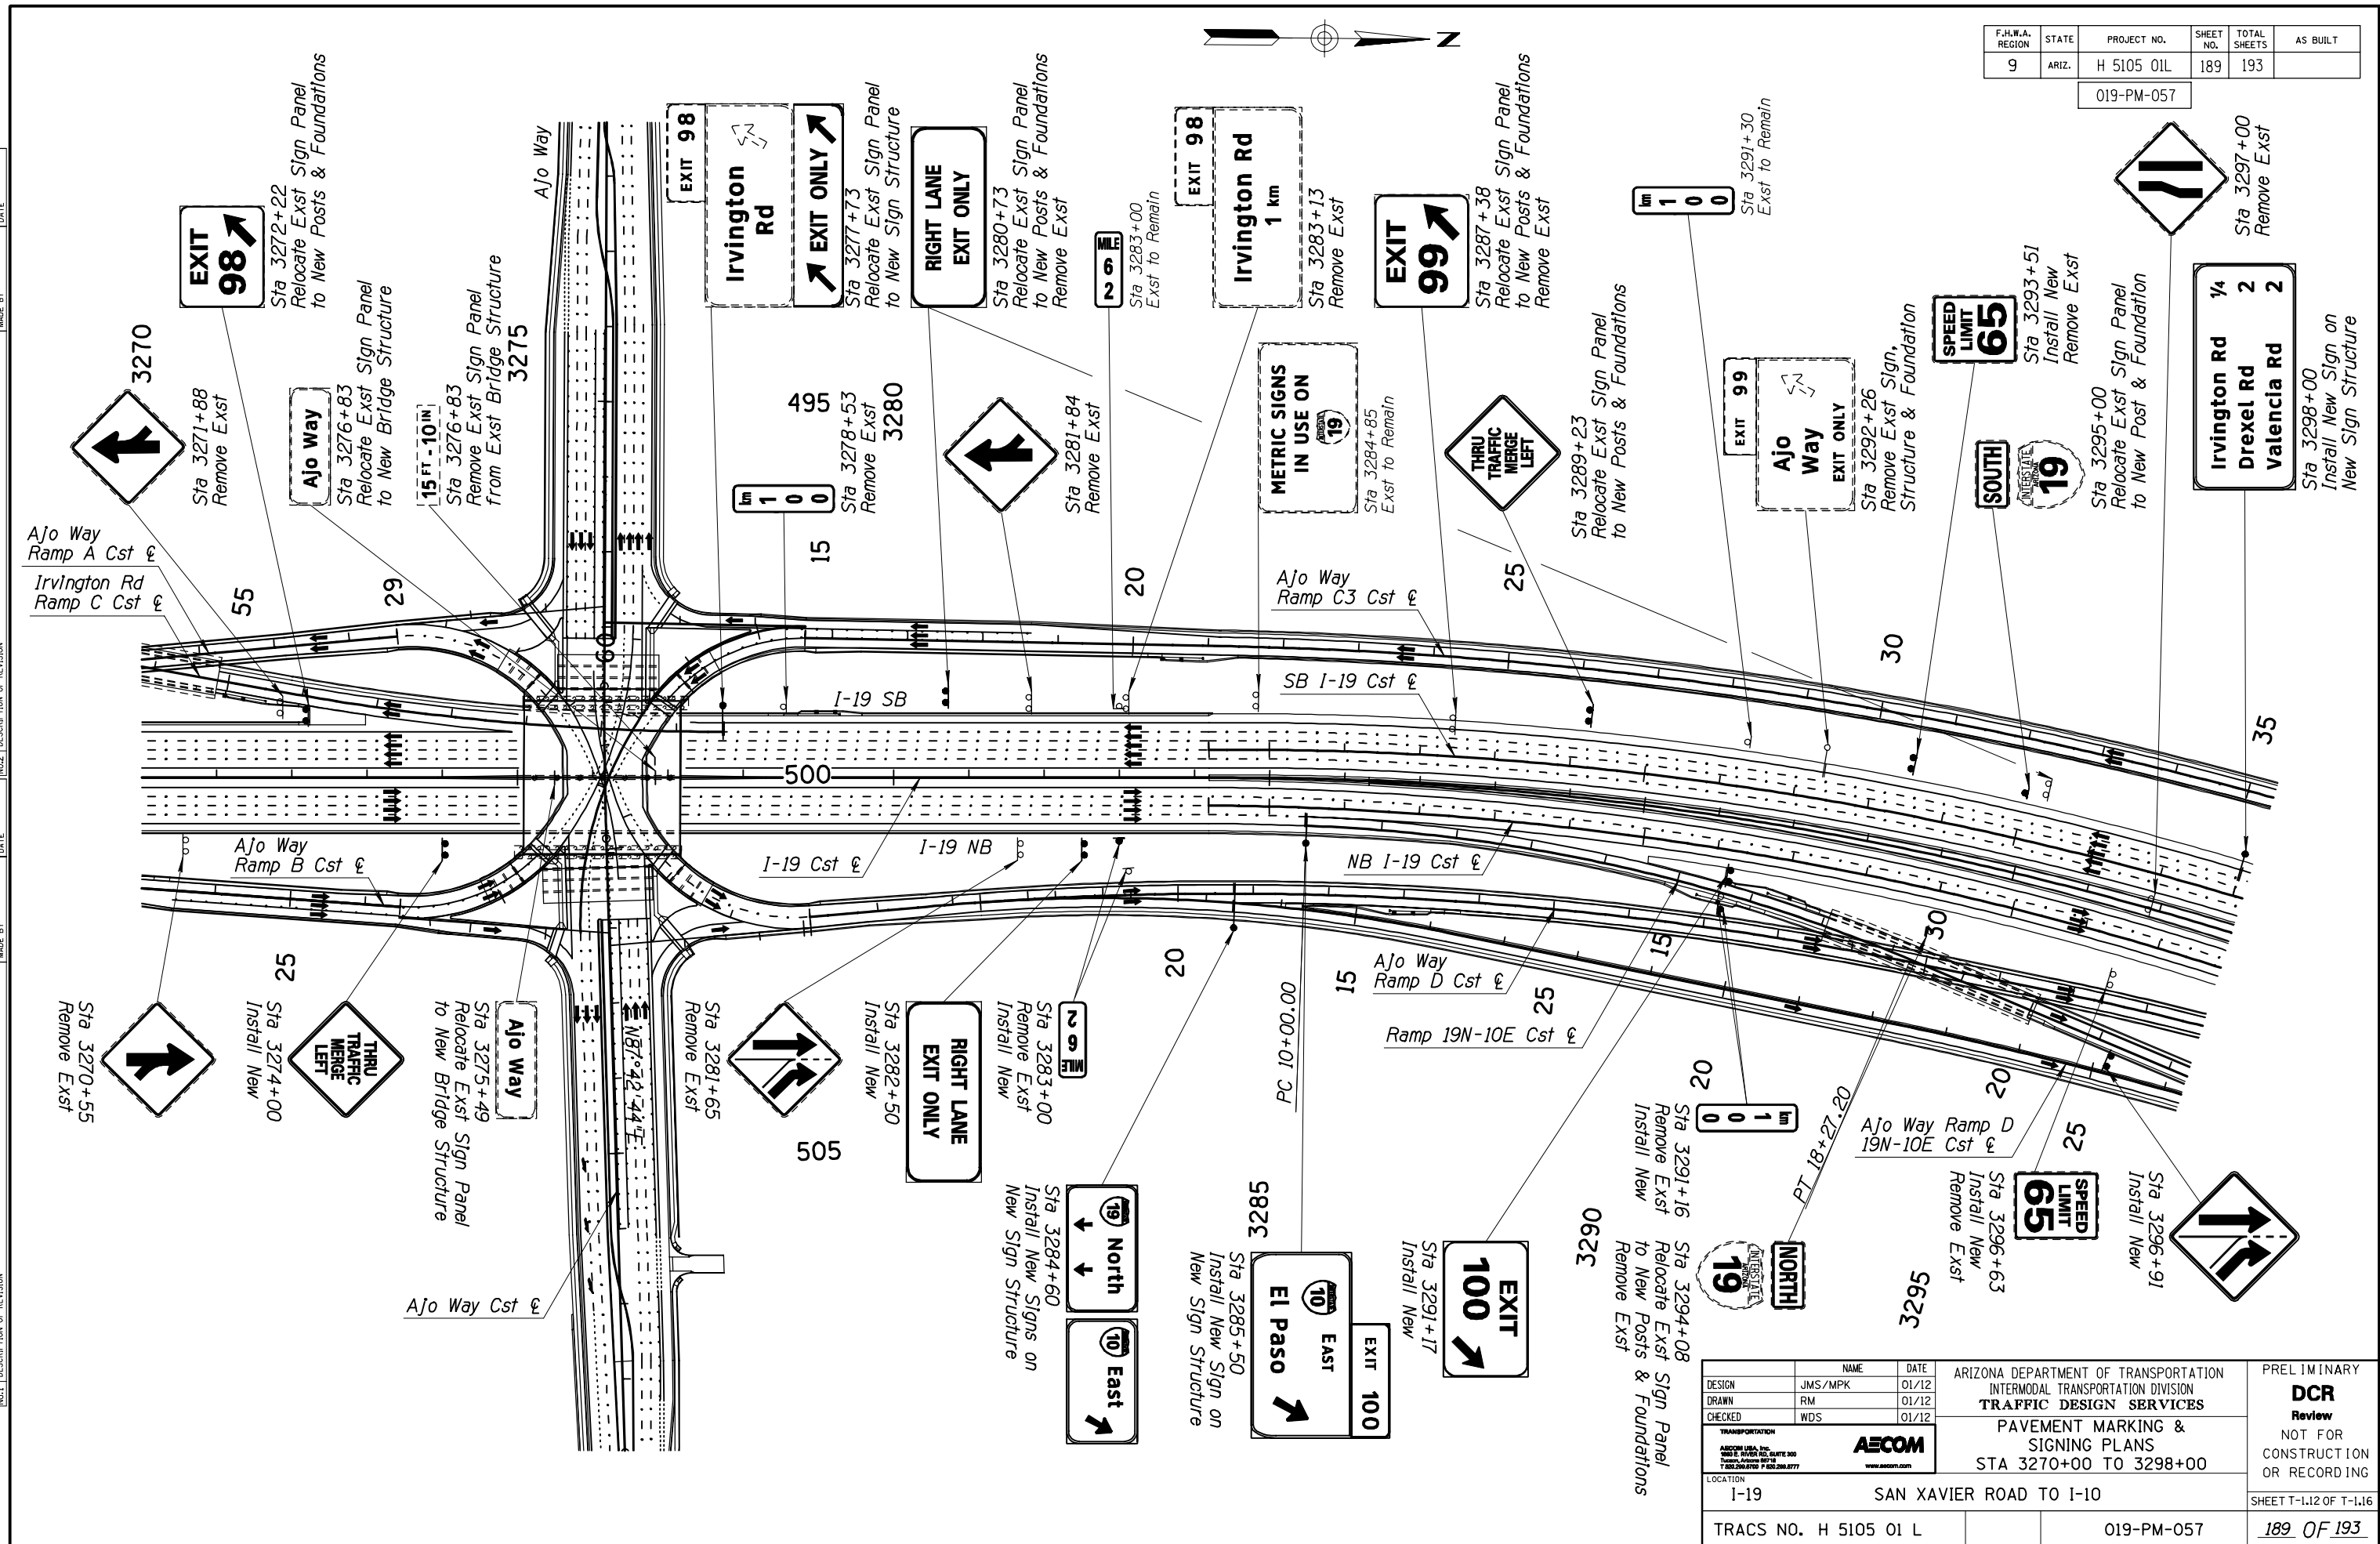 F.H.W.A. REGION STATE PROJECT NO. SHEET NO. TOTAL SHEETS AS BUILT
9 ARIZ. H 5105 01L 189 193
019-PM-057
N
3270
Sta 3271+88
Remove Exst
EXIT
98
Sta 3272+22
Relocate Exst Sign Panel
to New Posts & Foundations
Ajo Way
Sta 3276+83
Relocate Exst Sign Panel
to New Bridge Structure
15 FT - 10 IN
Sta 3276+83
Remove Exst Sign Panel
from Exst Bridge Structure
3275
Ajo Way
EXIT 98
Irvington
Rd
EXIT ONLY
Sta 3277+73
Relocate Exst Sign Panel
to New Sign Structure
km
1
0
0
495
Sta 3278+53
Remove Exst
3280
RIGHT LANE
EXIT ONLY
Sta 3280+73
Relocate Exst Sign Panel
to New Posts & Foundations
Remove Exst
Sta 3281+84
Remove Exst
MILE
6
2
Sta 3283+00
Exst to Remain
EXIT 98
Irvington Rd
1 km
Sta 3283+13
Remove Exst
METRIC SIGNS
IN USE ON
19
Sta 3284+85
Exst to Remain
EXIT
99
Sta 3287+38
Relocate Exst Sign Panel
to New Posts & Foundations
Remove Exst
THRU
TRAFFIC
MERGE
LEFT
Sta 3289+23
Relocate Exst Sign Panel
to New Posts & Foundations
km
1
0
0
Sta 3291+30
Exst to Remain
EXIT 99
Ajo
Way
EXIT ONLY
Sta 3292+26
Remove Exst Sign,
Structure & Foundation
SPEED
LIMIT
65
Sta 3293+51
Install New
Remove Exst
SOUTH
INTERSTATE
ARIZONA
19
Sta 3295+00
Relocate Exst Sign Panel
to New Post & Foundation
Sta 3297+00
Remove Exst
Irvington Rd 1/4
Drexel Rd 2
Valencia Rd 2
Sta 3298+00
Install New Sign on
New Sign Structure
Ajo Way
Ramp A Cst ℄
Irvington Rd
Ramp C Cst ℄
55
29
60
15
20
25
30
35
Ajo Way
Ramp C3 Cst ℄
I-19 SB
SB I-19 Cst ℄
500
Ajo Way
Ramp B Cst ℄
I-19 Cst ℄
I-19 NB
NB I-19 Cst ℄
25
20
15
25
15
20
30
20
25
PC 10+00.00
Ajo Way
Ramp D Cst ℄
Ramp 19N-10E Cst ℄
PT 18+27.20
Ajo Way Ramp D
19N-10E Cst ℄
N87°42'44"E
Ajo Way Cst ℄
505
Sta 3270+55
Remove Exst
THRU
TRAFFIC
MERGE
LEFT
Sta 3274+00
Install New
Ajo Way
Sta 3275+49
Relocate Exst Sign Panel
to New Bridge Structure
Sta 3281+65
Remove Exst
RIGHT LANE
EXIT ONLY
Sta 3282+50
Install New
MILE
6
2
Sta 3283+00
Remove Exst
Install New
19 North
10 East
Sta 3284+60
Install New Signs on
New Sign Structure
3285
EXIT 100
10 EAST
El Paso
Sta 3285+50
Install New Sign on
New Sign Structure
EXIT
100
Sta 3291+17
Install New
3290
km
1
0
0
Sta 3291+16
Remove Exst
Install New
NORTH
INTERSTATE
ARIZONA
19
Sta 3294+08
Relocate Exst Sign Panel
to New Posts & Foundations
Remove Exst
3295
SPEED
LIMIT
65
Sta 3296+63
Install New
Remove Exst
Sta 3296+91
Install New
NAME DATE
DESIGN JMS/MPK 01/12
DRAWN RM 01/12
CHECKED WDS 01/12
TRANSPORTATION
AECOM USA, Inc.
AECOM
www.aecom.com
ARIZONA DEPARTMENT OF TRANSPORTATION
INTERMODAL TRANSPORTATION DIVISION
TRAFFIC DESIGN SERVICES
PAVEMENT MARKING &
SIGNING PLANS
STA 3270+00 TO 3298+00
PRELIMINARY
DCR
Review
NOT FOR
CONSTRUCTION
OR RECORDING
LOCATION
I-19 SAN XAVIER ROAD TO I-10
SHEET T-1.12 OF T-1.16
TRACS NO. H 5105 01 L 019-PM-057 189 OF 193